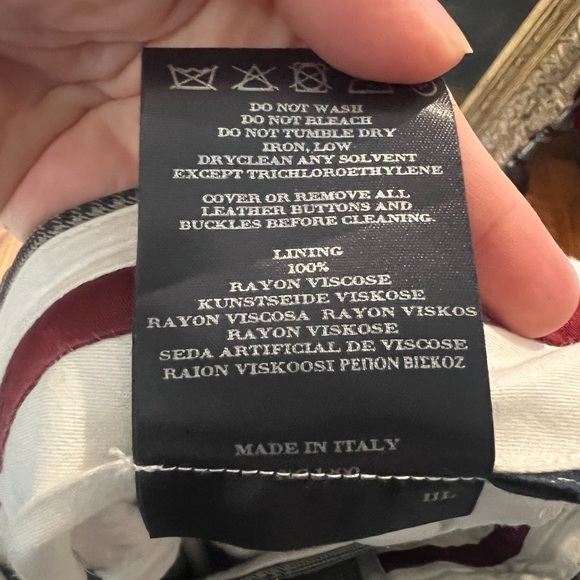 DO NOT WASH
DO NOT BLEACH
DO NOT TUMBLE DRY
IRON, LOW
DRYCLEAN ANY SOLVENT
EXCEPT TRICHLOROETHYLENE
COVER OR REMOVE ALL
LEATHER BUTTONS AND
BUCKLES BEFORE CLEANING.
LINING
100%
RAYON VISCOSE
KUNSTSEIDE VISKOSE
RAYON VISCOSA RAYON VISKOS
RAYON VISKOSE
SEDA ARTIFICIAL DE VISCOSE
RAION VISKOOSI ΡΕΠΟΝ ΒΙΣΚΟΖ
MADE IN ITALY